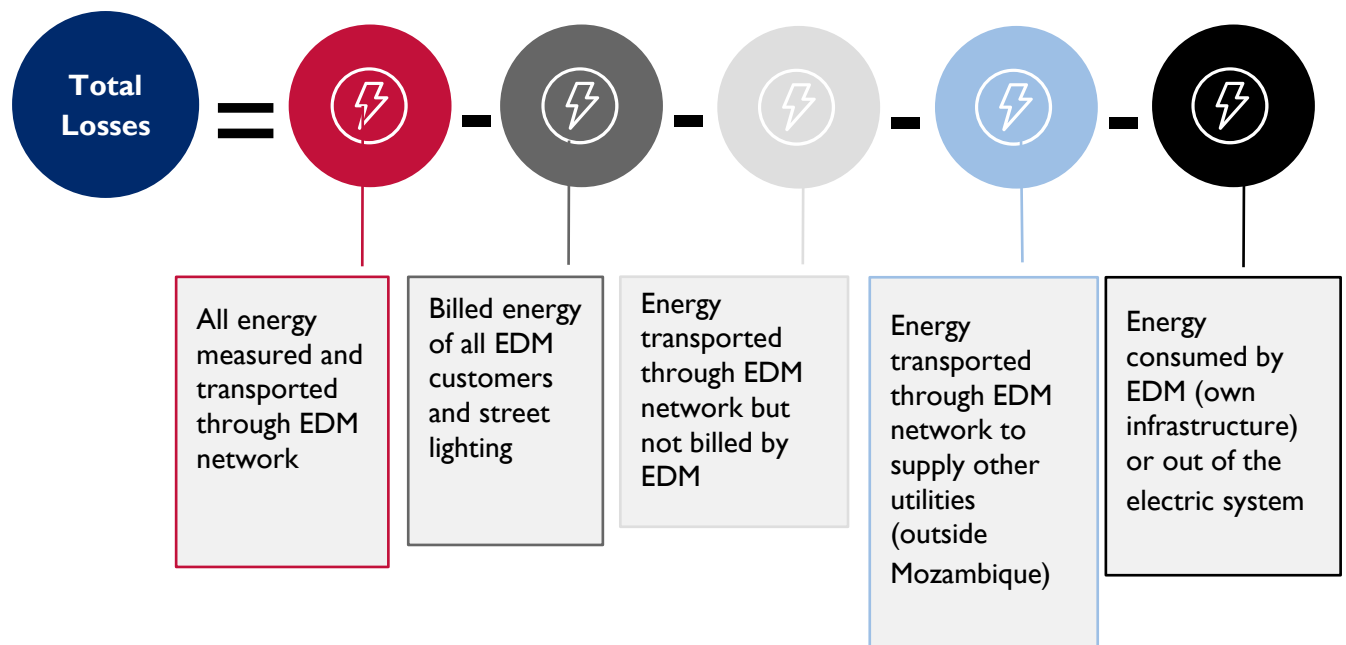 Total
Losses
=
-
-
-
-
All energy
measured and
transported
through EDM
network
Billed energy
of all EDM
customers
and street
lighting
Energy
transported
through EDM
network but
not billed by
EDM
Energy
transported
through EDM
network to
supply other
utilities
(outside
Mozambique)
Energy
consumed by
EDM (own
infrastructure)
or out of the
electric system